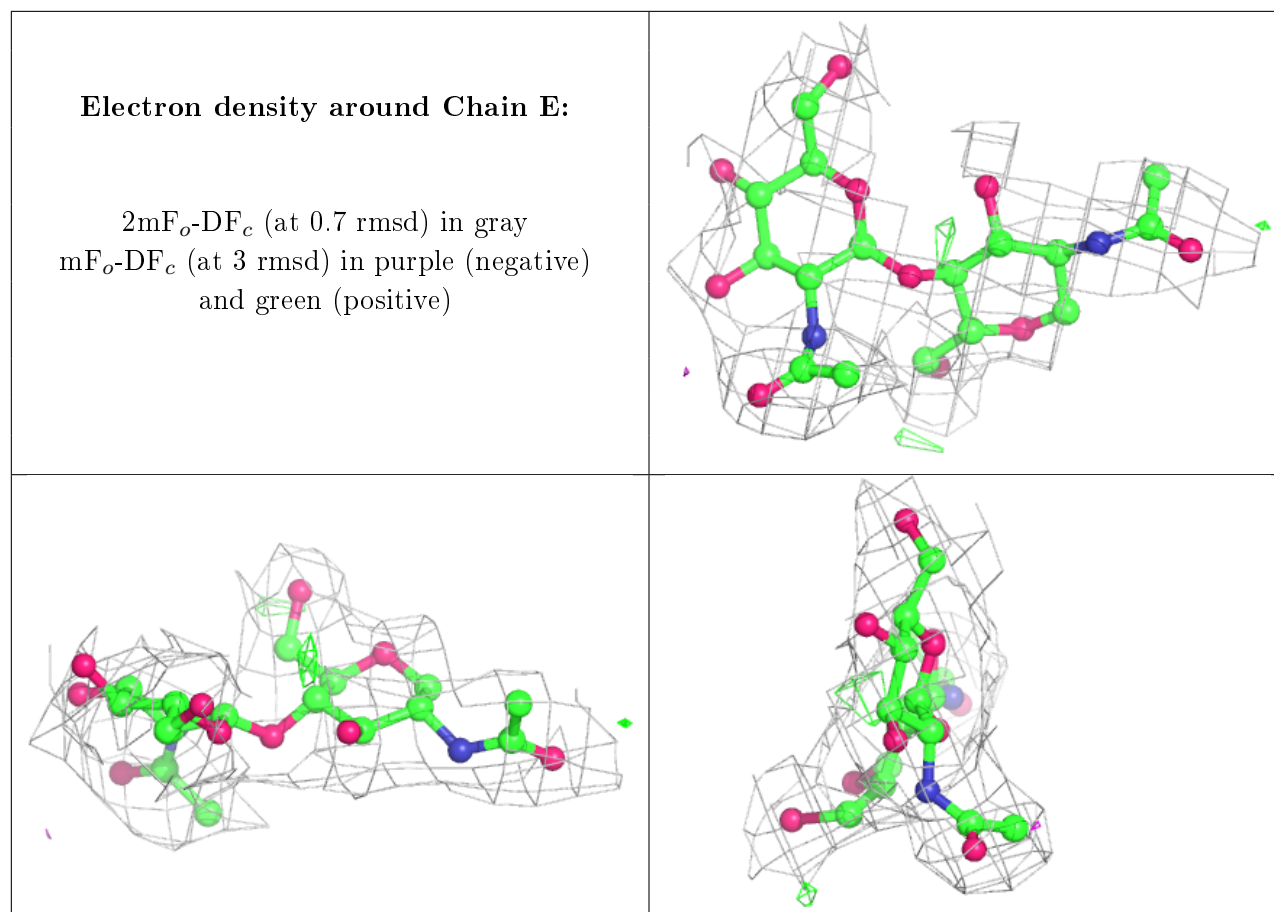 Electron density around Chain E:
2mFₒ-DF𝒸 (at 0.7 rmsd) in gray
mFₒ-DF𝒸 (at 3 rmsd) in purple (negative)
and green (positive)